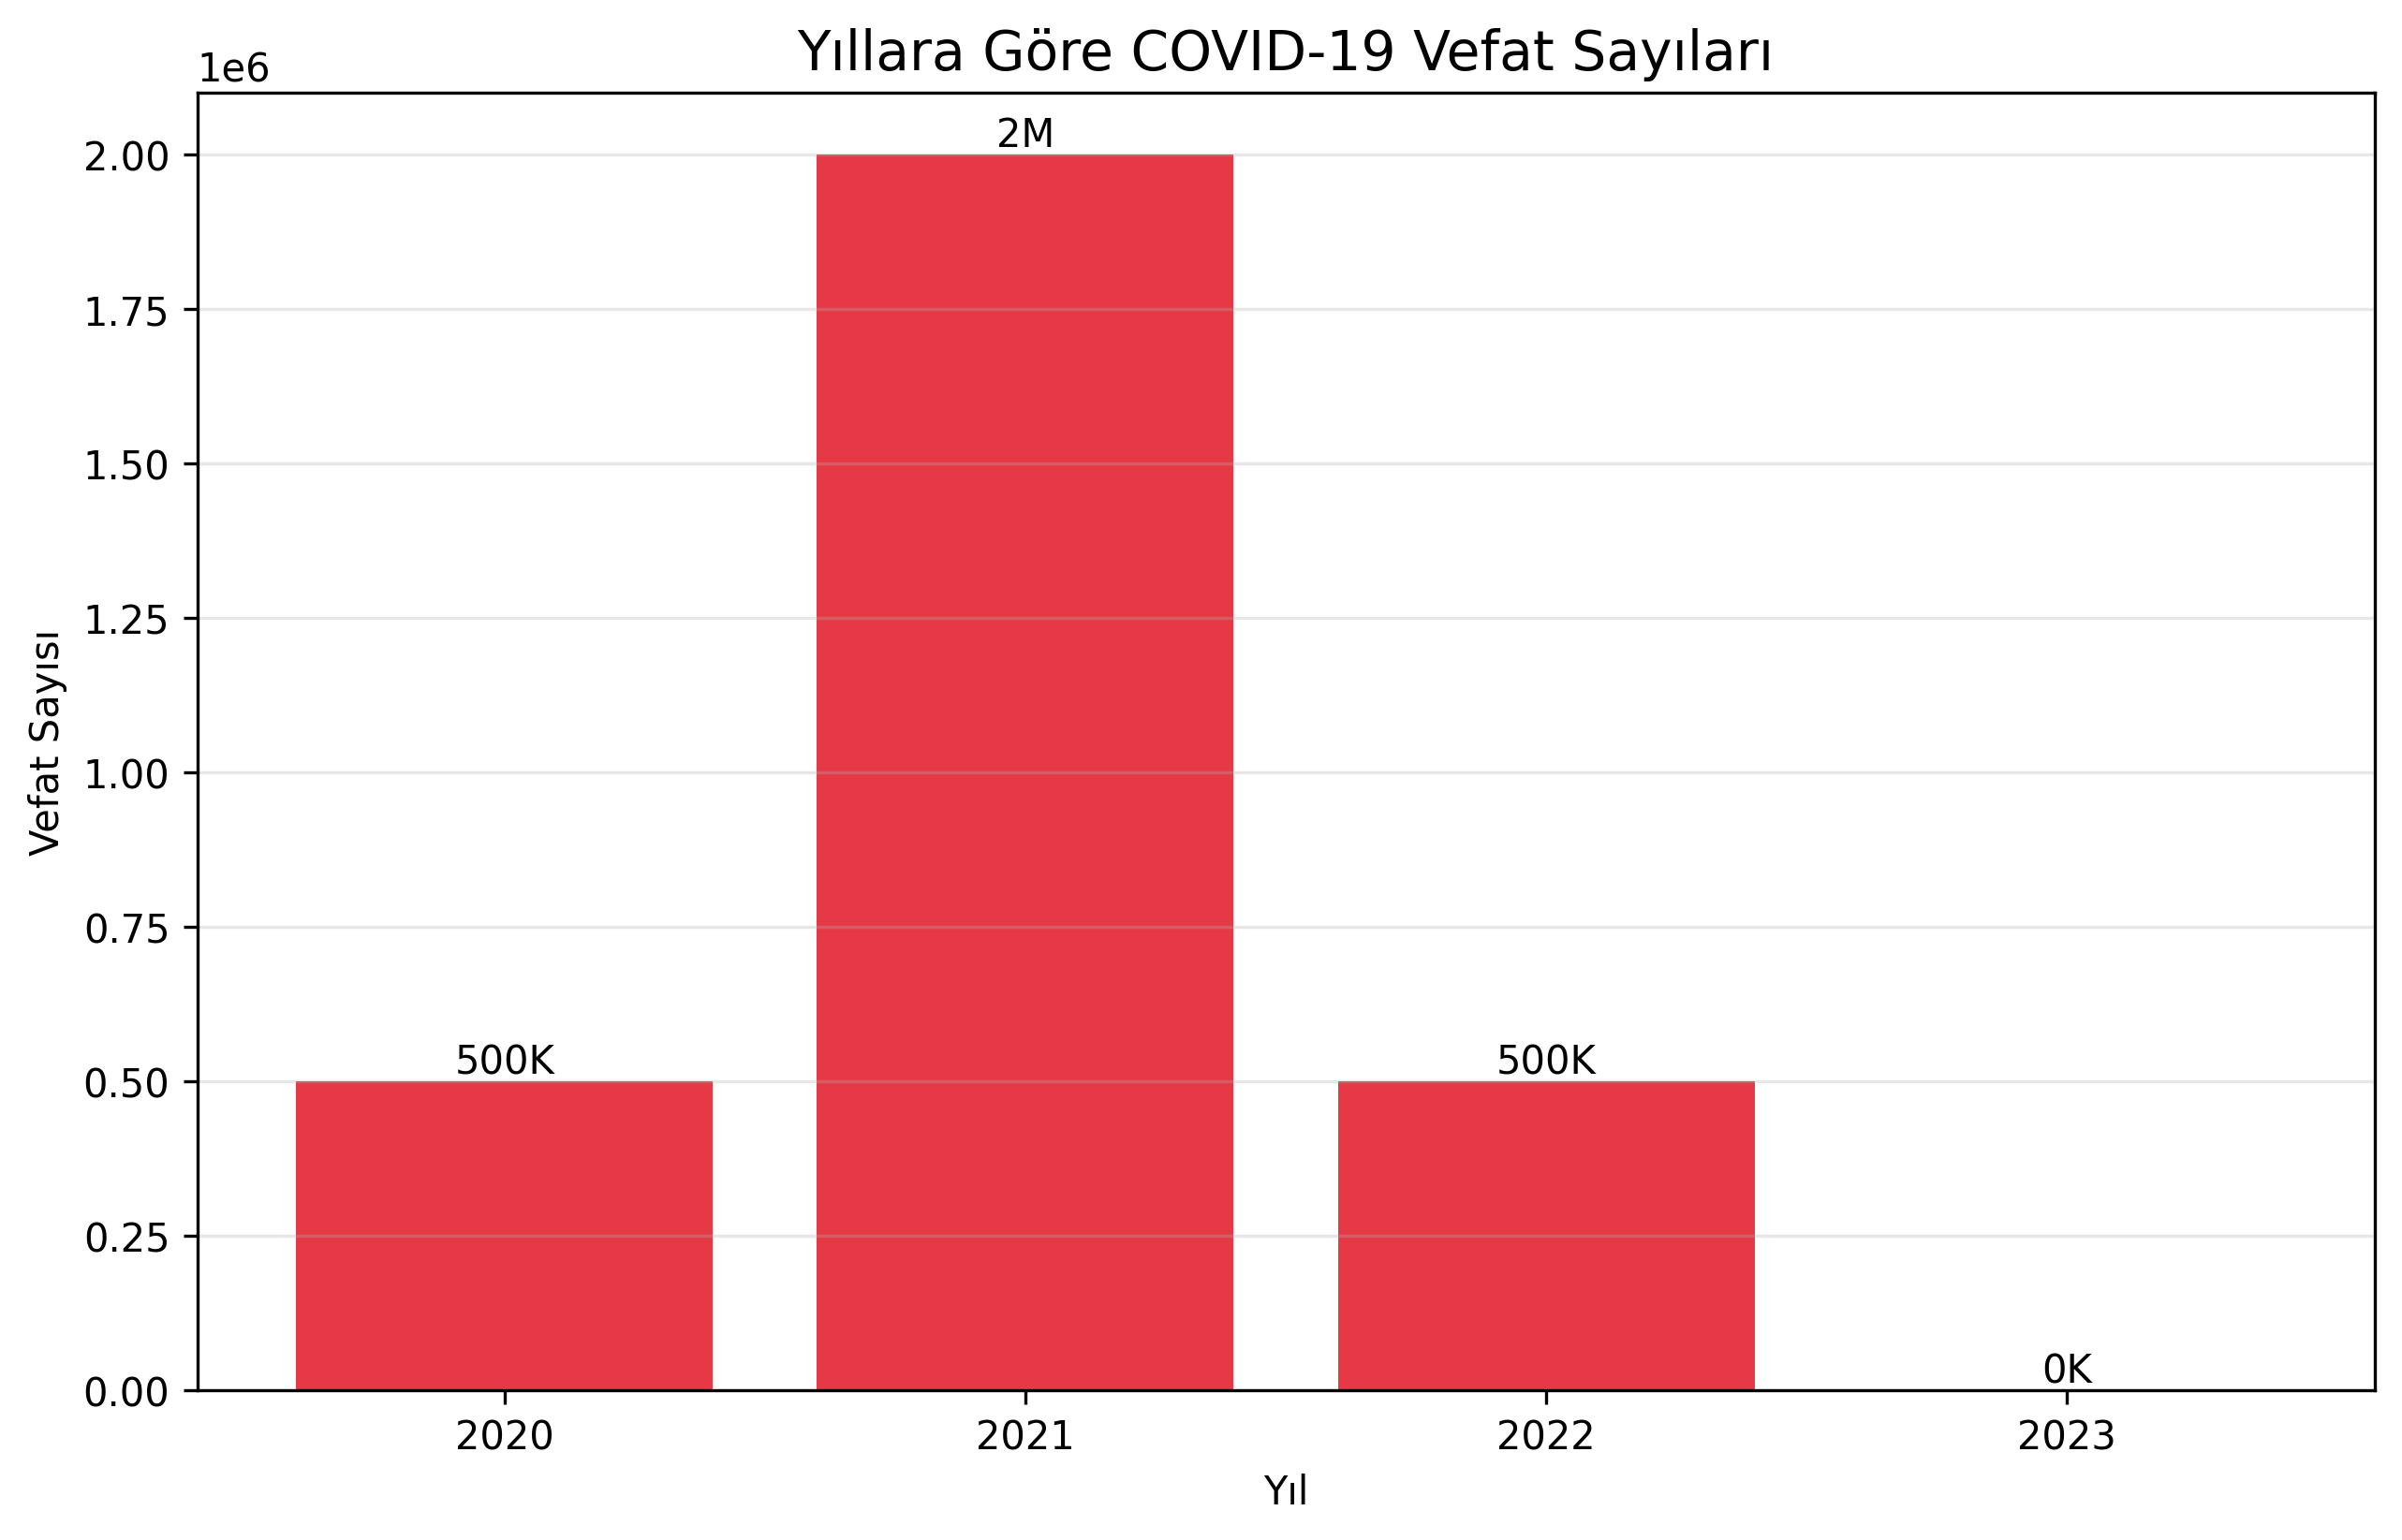 Yıllara Göre COVID-19 Vefat Sayıları
1e6
2M
2.00
1.75
1.50
1.25
1.00
0.75
0.50
0.25
0.00
Vefat Sayısı
500K
500K
0K
2020 2021 2022 2023
Yıl